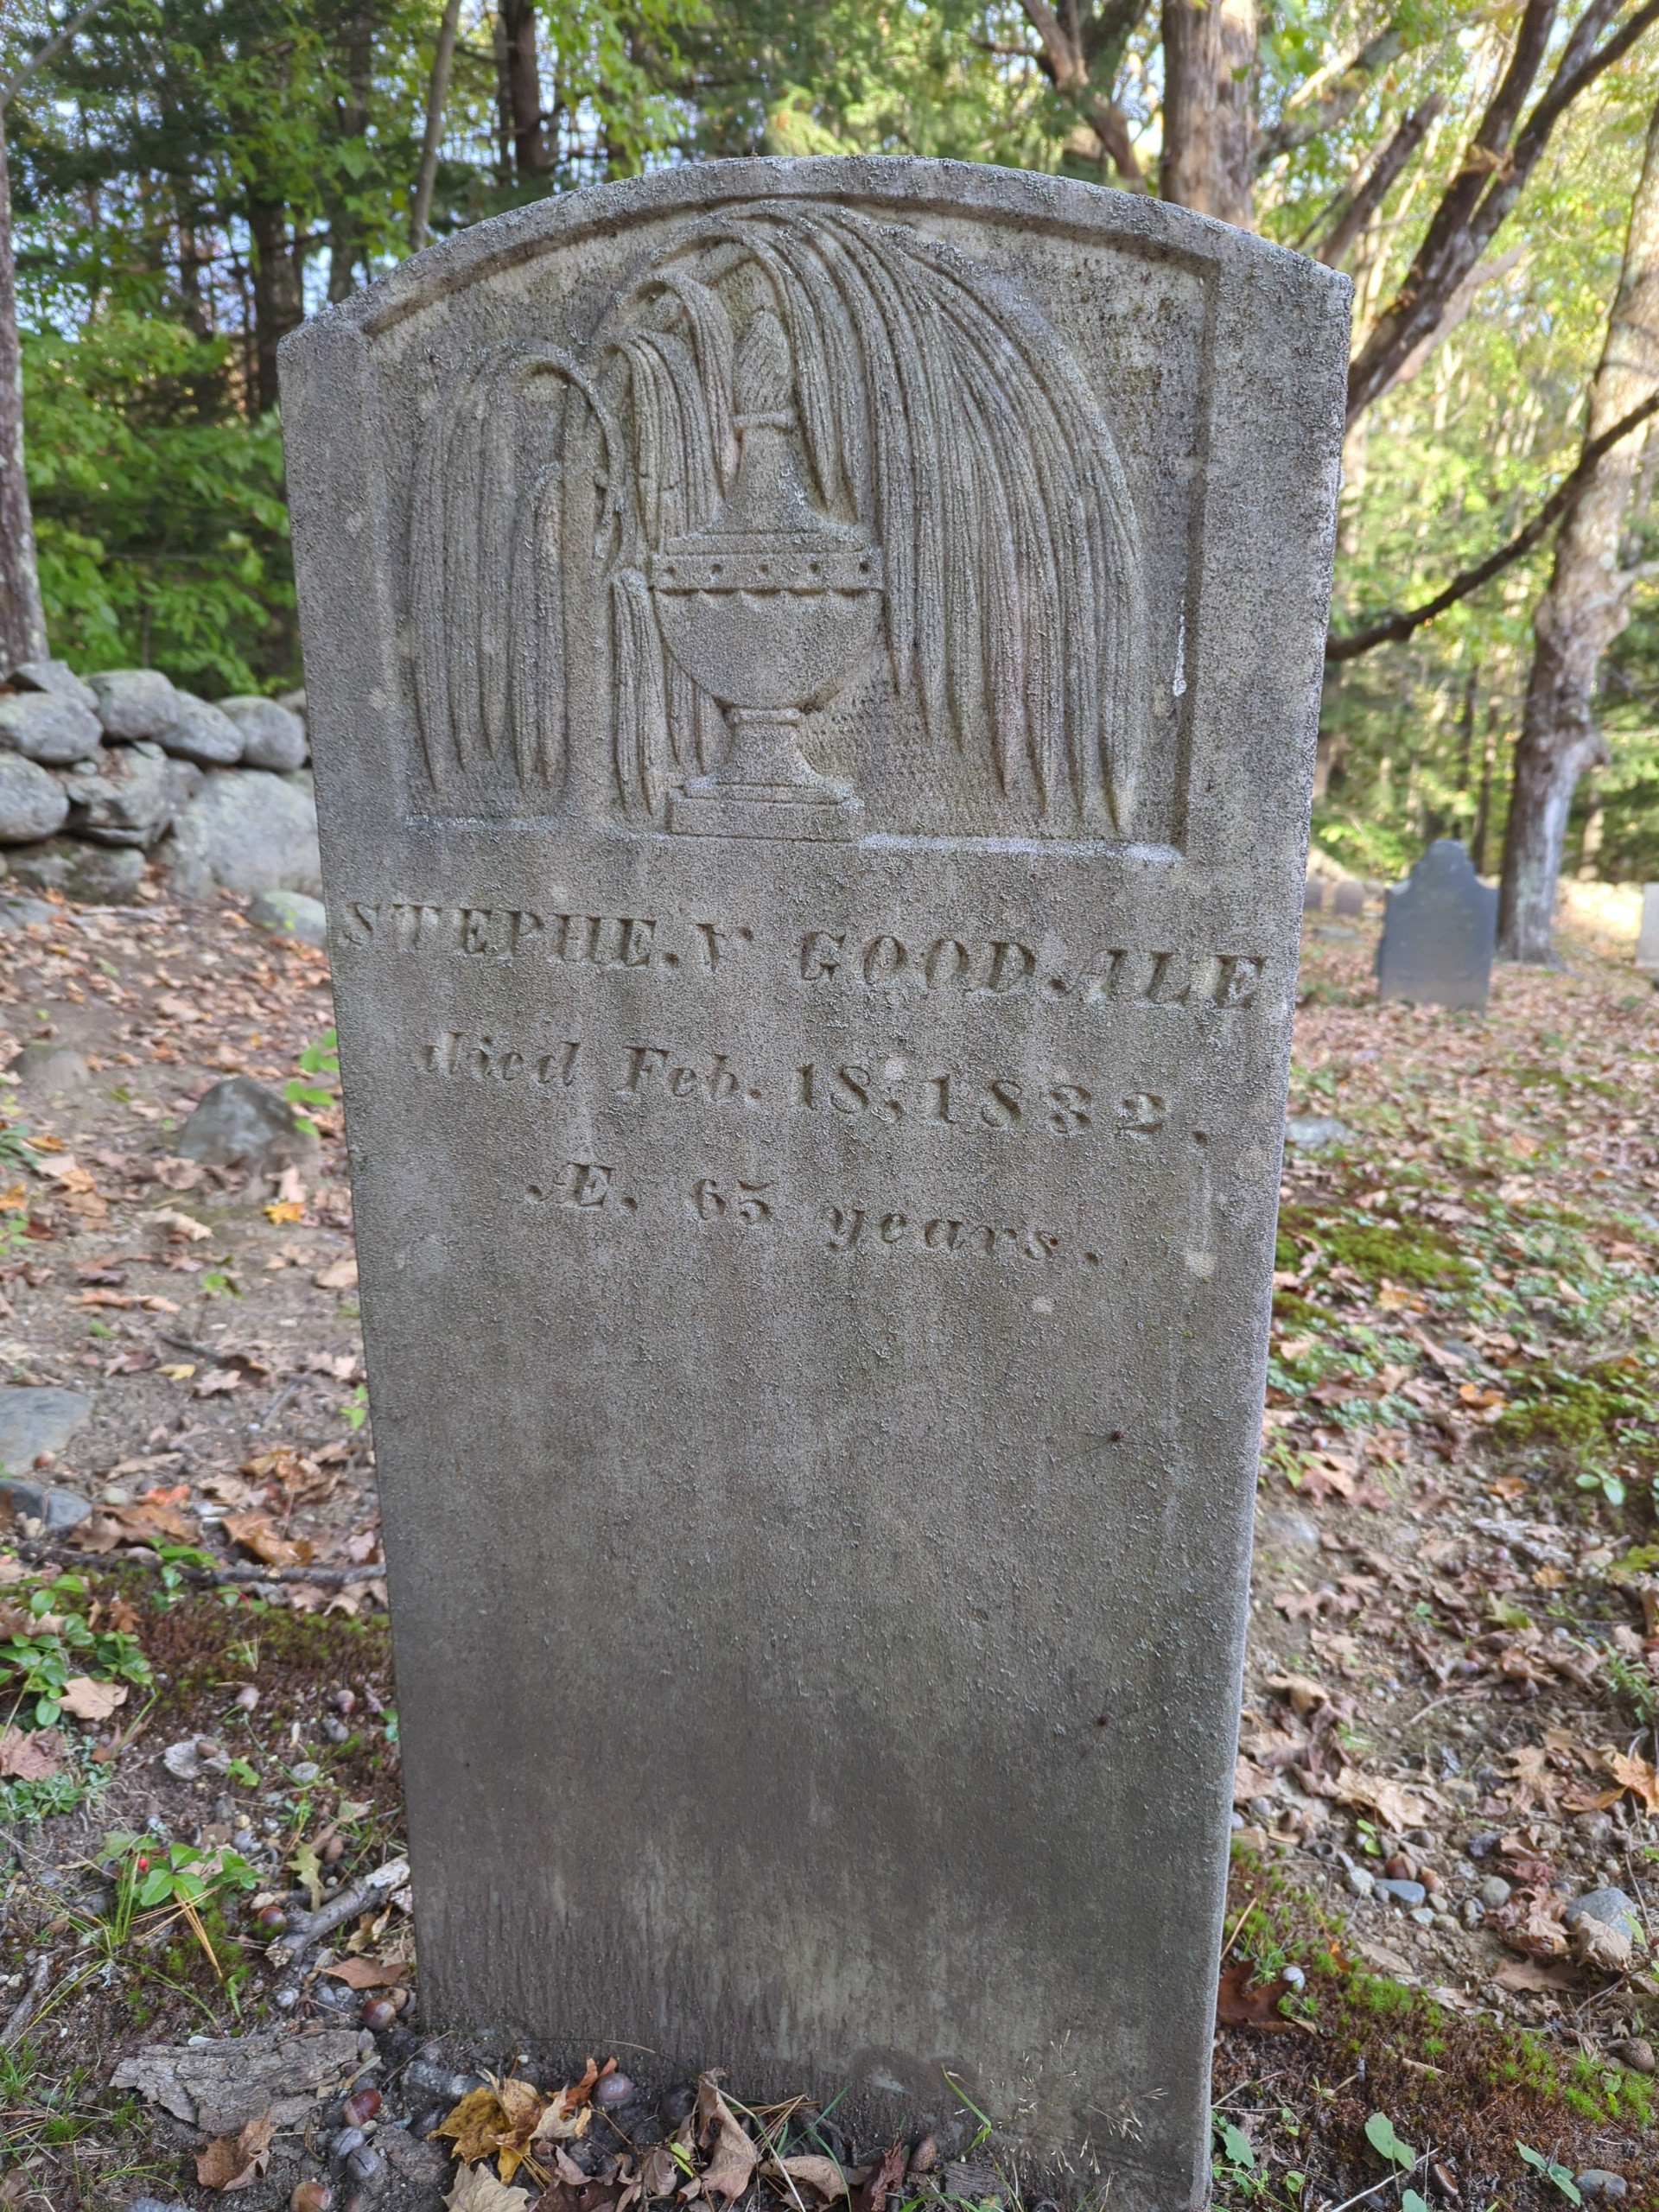 STEPHEN GOODALE
died Feb. 18, 1832.
Æ. 65 years.